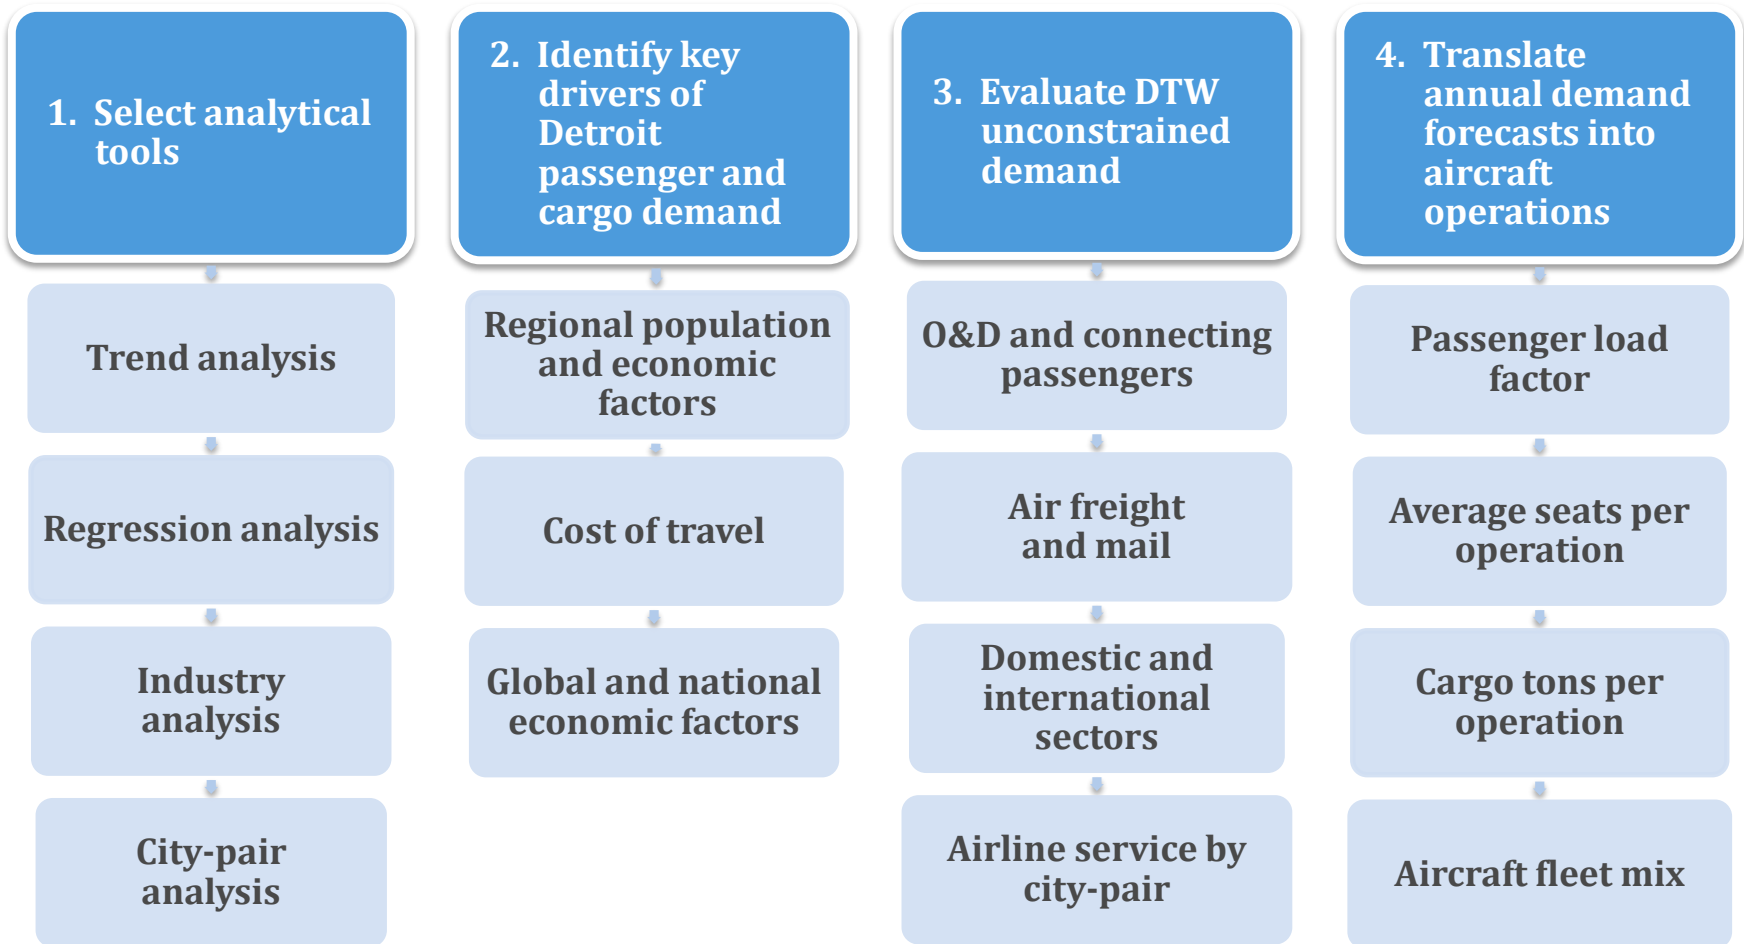 1. Select analytical
tools
Trend analysis
Regression analysis
Industry
analysis
City-pair
analysis
2. Identify key
drivers of
Detroit
passenger and
cargo demand
Regional population
and economic
factors
Cost of travel
Global and national
economic factors
3. Evaluate DTW
unconstrained
demand
O&D and connecting
passengers
Air freight
and mail
Domestic and
international
sectors
Airline service by
city-pair
4. Translate
annual demand
forecasts into
aircraft
operations
Passenger load
factor
Average seats per
operation
Cargo tons per
operation
Aircraft fleet mix